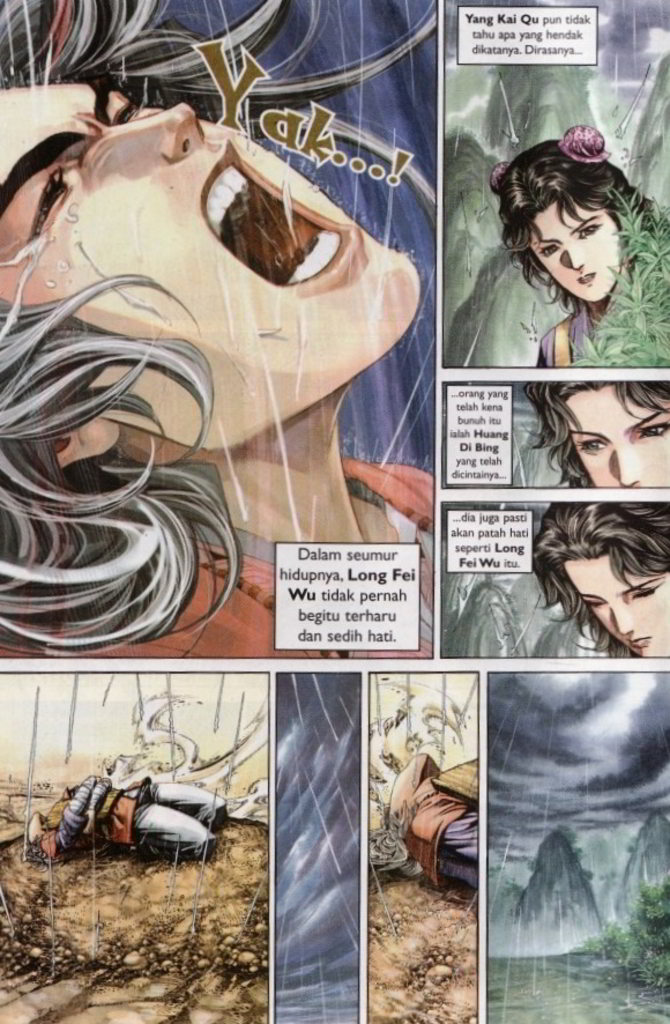 Yak...!
Dalam seumur
hidupnya, Long Fei
Wu tidak pernah
begitu terharu
dan sedih hati.
Yang Kai Qu pun tidak
tahu apa yang hendak
dikatanya. Dirasanya...
...orang yang
telah kena
bunuh itu
ialah Huang
Di Bing
yang telah
dicintainya...
...dia juga pasti
akan patah hati
seperti Long
Fei Wu itu.